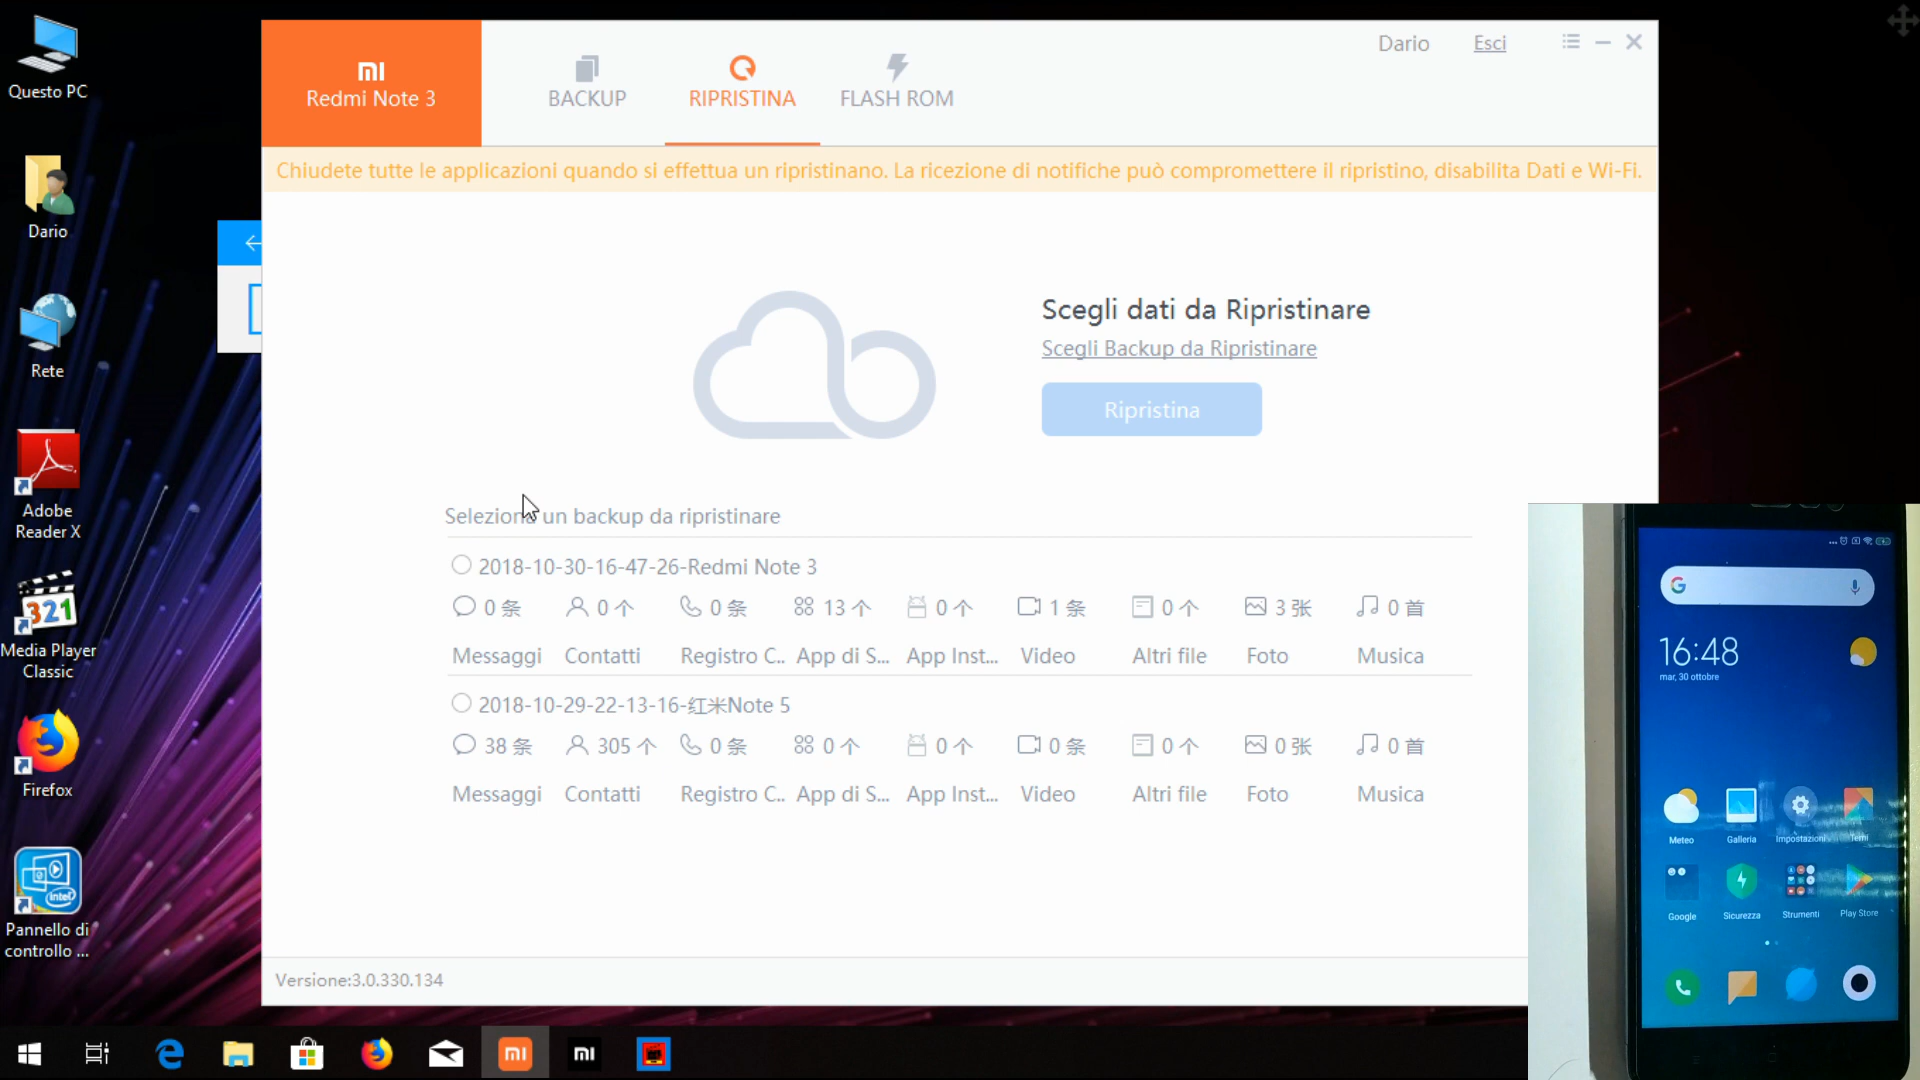 Questo PC
Dario
Rete
Adobe
Reader X
321
Media Player
Classic
Firefox
intel
Pannello di
controllo ...
Redmi Note 3
BACKUP
RIPRISTINA
FLASH ROM
Dario
Esci
Chiudete tutte le applicazioni quando si effettua un ripristinano. La ricezione di notifiche può compromettere il ripristino, disabilita Dati e Wi-Fi.
Scegli dati da Ripristinare
Scegli Backup da Ripristinare
Ripristina
Seleziona un backup da ripristinare
2018-10-30-16-47-26-Redmi Note 3
0 条 0 个 0 条 13 个 0 个 1 条 0 个 3 张 0 首
Messaggi Contatti Registro C.. App di S... App Inst... Video Altri file Foto Musica
2018-10-29-22-13-16-红米Note 5
38 条 305 个 0 条 0 个 0 个 0 条 0 个 0 张 0 首
Messaggi Contatti Registro C.. App di S... App Inst... Video Altri file Foto Musica
Versione:3.0.330.134
16:48
mar, 30 ottobre
Meteo Galleria Impostazioni Temi
Google Sicurezza Strumenti Play Store